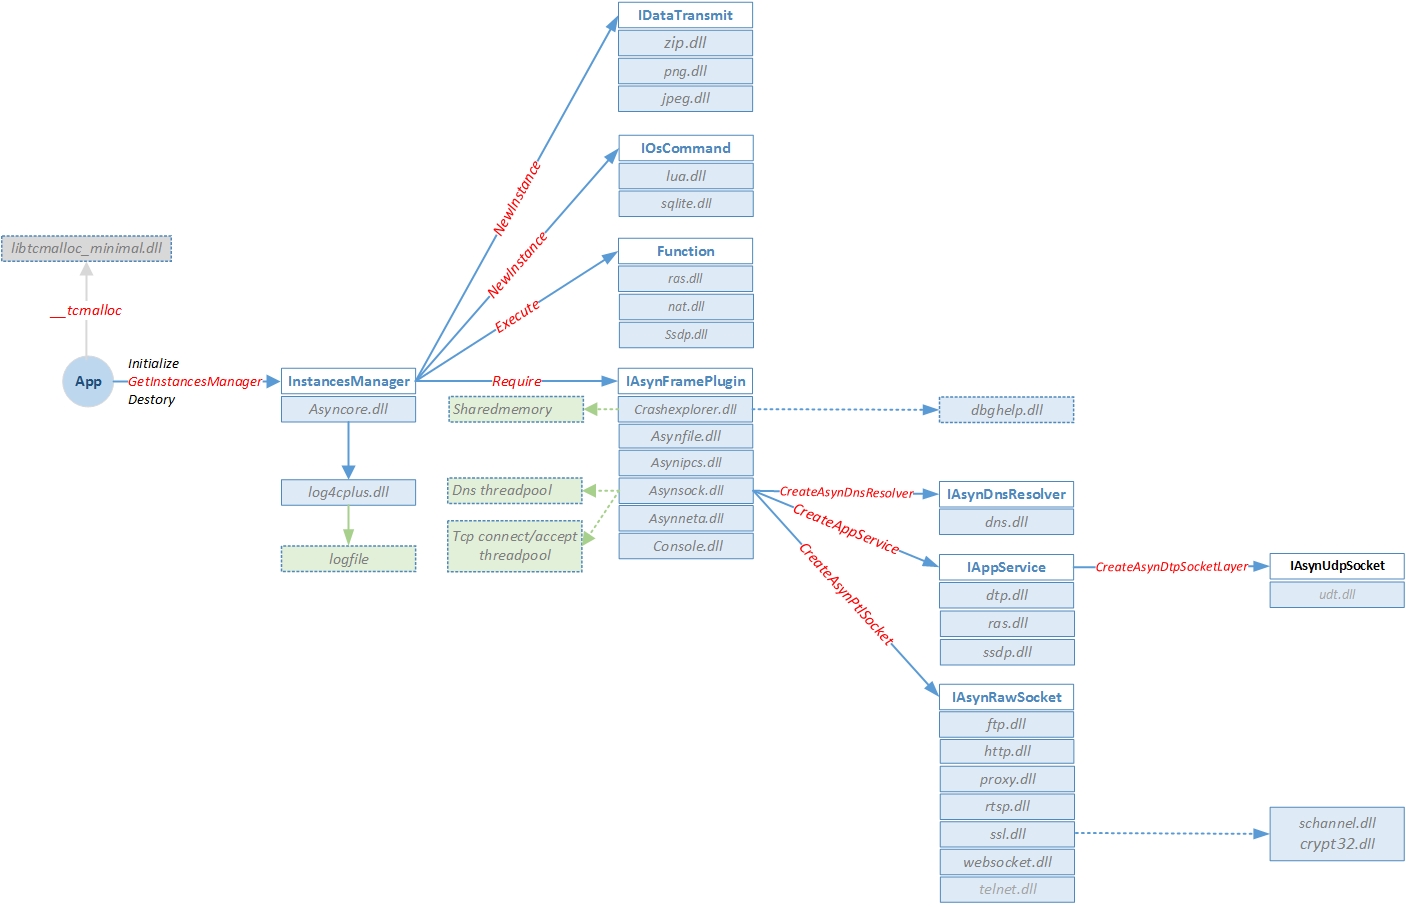 IDataTransmit
zip.dll
png.dll
jpeg.dll
NewInstance
IOsCommand
lua.dll
sqlite.dll
NewInstance
Function
ras.dll
nat.dll
Ssdp.dll
Execute
libtcmalloc_minimal.dll
__tcmalloc
App
Initialize
GetInstancesManager
Destory
InstancesManager
Asyncore.dll
log4cplus.dll
logfile
Require
IAsynFramePlugin
Crashexplorer.dll
Asynfile.dll
Asynipcs.dll
Asynsock.dll
Asynneta.dll
Console.dll
Sharedmemory
Dns threadpool
Tcp connect/accept
threadpool
dbghelp.dll
CreateAsynDnsResolver
IAsynDnsResolver
dns.dll
CreateAppService
IAppService
dtp.dll
ras.dll
ssdp.dll
CreateAsynDtpSocketLayer
IAsynUdpSocket
udt.dll
CreateAsynPtlSocket
IAsynRawSocket
ftp.dll
http.dll
proxy.dll
rtsp.dll
ssl.dll
websocket.dll
telnet.dll
schannel.dll
crypt32.dll